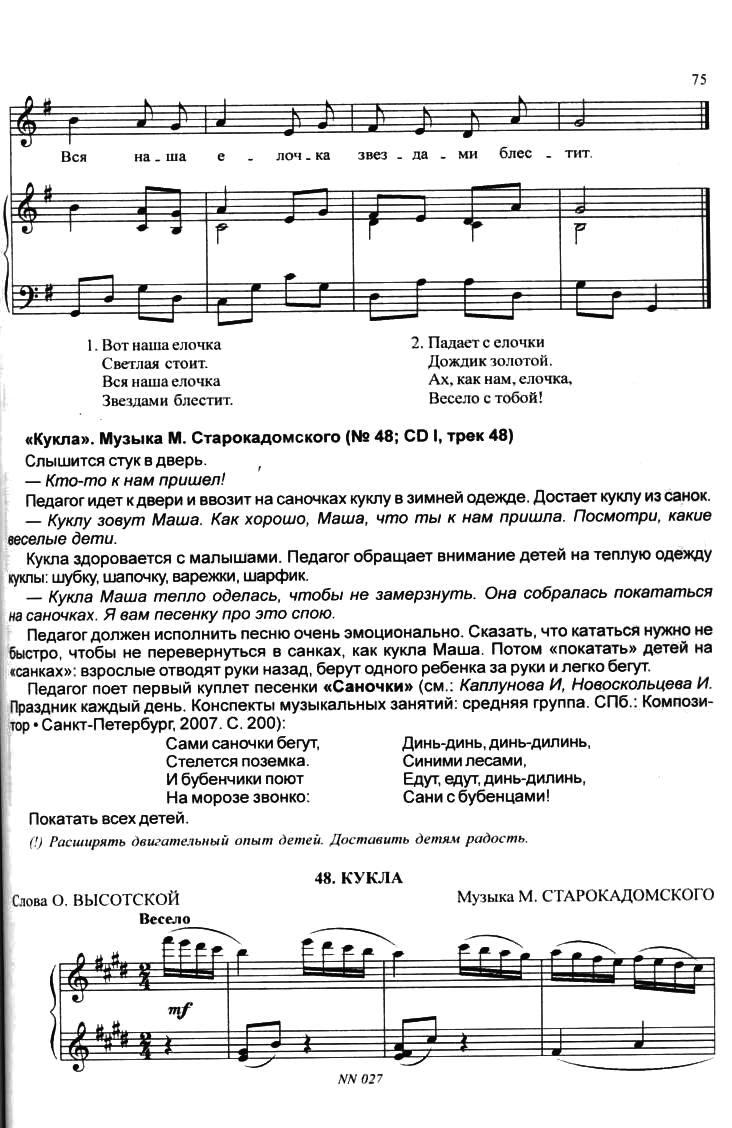 75
Вся на - ша е - лоч - ка звез - да - ми блес - тит.
1. Вот наша елочка
Светлая стоит.
Вся наша елочка
Звездами блестит.
2. Падает с елочки
Дождик золотой.
Ах, как нам, елочка,
Весело с тобой!
«Кукла». Музыка М. Старокадомского (№ 48; CD I, трек 48)
Слышится стук в дверь.
— Кто-то к нам пришел!
Педагог идет к двери и ввозит на саночках куклу в зимней одежде. Достает куклу из санок.
— Куклу зовут Маша. Как хорошо, Маша, что ты к нам пришла. Посмотри, какие
веселые дети.
Кукла здоровается с малышами. Педагог обращает внимание детей на теплую одежду
куклы: шубку, шапочку, варежки, шарфик.
— Кукла Маша тепло оделась, чтобы не замерзнуть. Она собралась покататься
на саночках. Я вам песенку про это спою.
Педагог должен исполнить песню очень эмоционально. Сказать, что кататься нужно не
быстро, чтобы не перевернуться в санках, как кукла Маша. Потом «покатать» детей на
«санках»: взрослые отводят руки назад, берут одного ребенка за руки и легко бегут.
Педагог поет первый куплет песенки «Саночки» (см.: Каплунова И, Новоскольцева И.
Праздник каждый день. Конспекты музыкальных занятий: средняя группа. СПб.: Компози-
тор • Санкт-Петербург, 2007. С. 200):
Сами саночки бегут,
Стелется поземка.
И бубенчики поют
На морозе звонко:
Динь-динь, динь-дилинь,
Синими лесами,
Едут, едут, динь-дилинь,
Сани с бубенцами!
Покатать всех детей.
(!) Расширять двигательный опыт детей. Доставить детям радость.
48. КУКЛА
Слова О. ВЫСОТСКОЙ
Музыка М. СТАРОКАДОМСКОГО
Весело
mf
NN 027